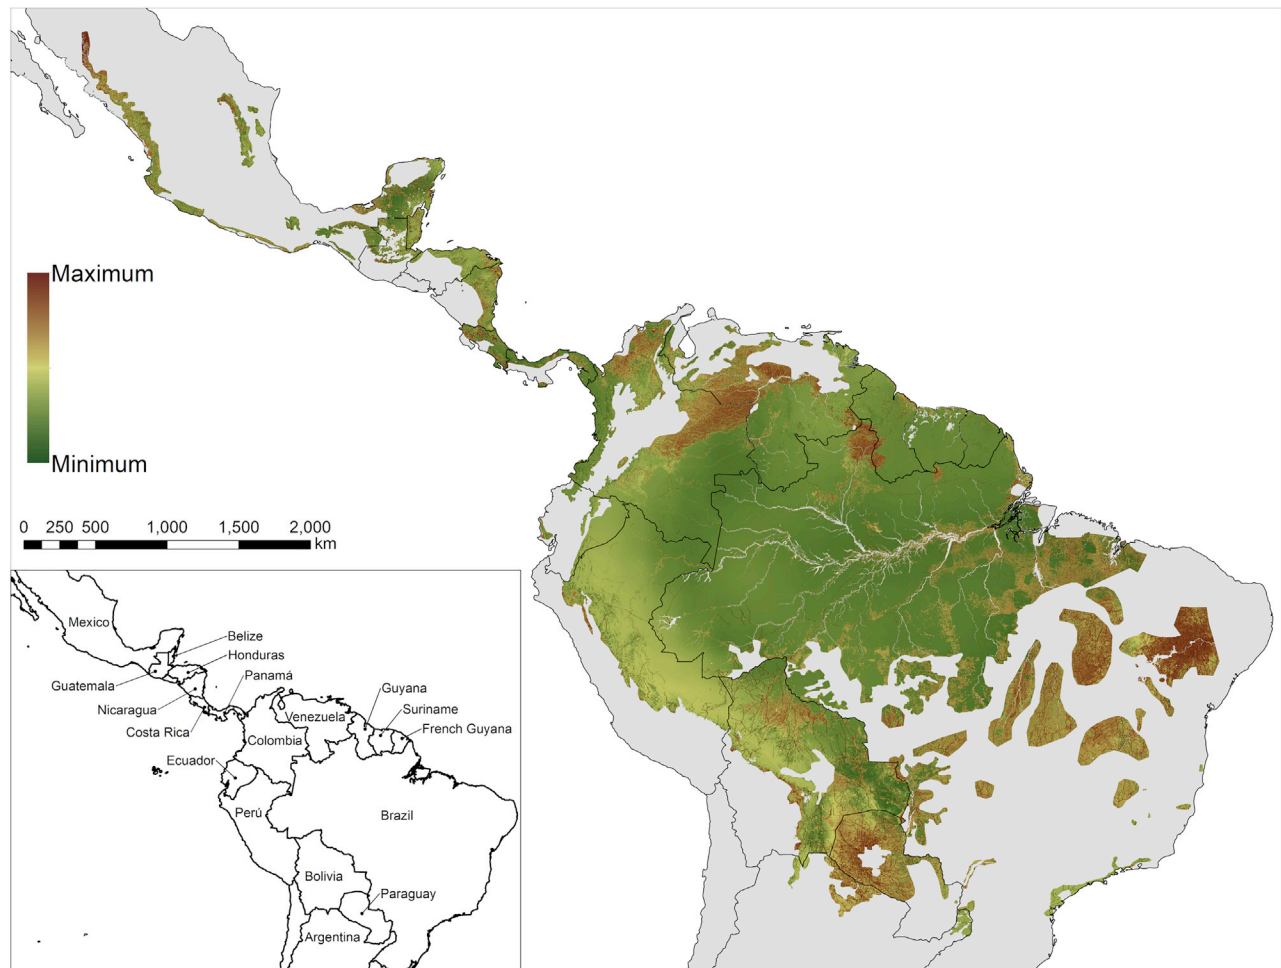 Maximum
Minimum
0 250 500 1,000 1,500 2,000
km
Mexico
Belize
Honduras
Guatemala
Panamá
Nicaragua
Costa Rica
Guyana
Suriname
French Guyana
Venezuela
Colombia
Ecuador
Perú
Brazil
Bolivia
Paraguay
Argentina